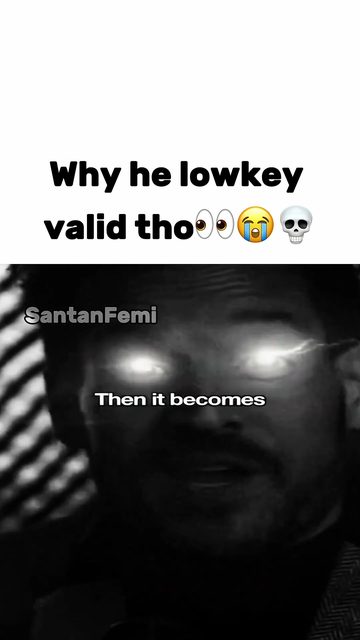 Why he lowkey
valid tho👀😭💀
SantanFemi
Then it becomes